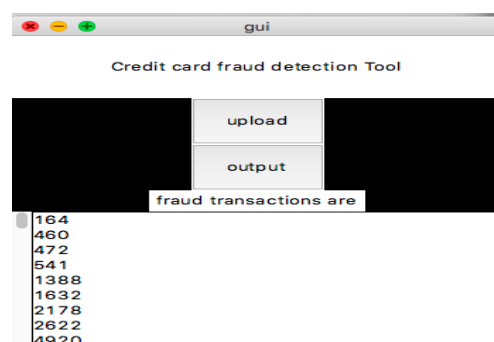 gui
Credit card fraud detection Tool
upload
output
fraud transactions are
164
460
472
541
1388
1632
2178
2622
4920